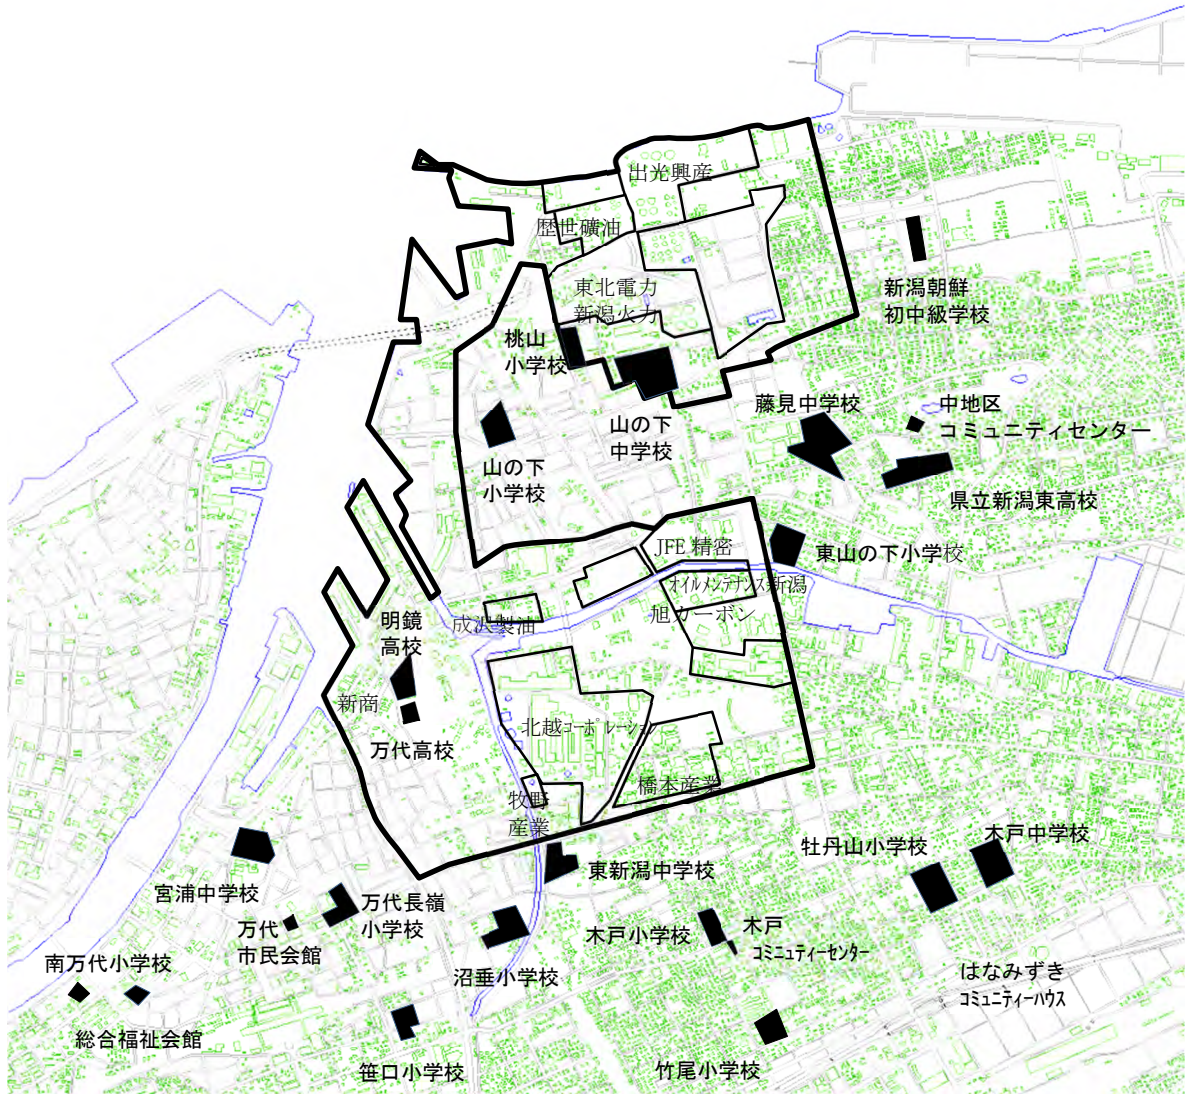 出光興産
歴世礦油
新潟朝鮮
初中級学校
東北電力
新潟火力
桃山
小学校
藤見中学校
中地区
コミュニティセンター
山の下
中学校
山の下
小学校
県立新潟東高校
JFE 精密
東山の下小学校
オイルメンテナンス新潟
旭カーボン
明鏡
高校
成沢製油
新商
北越コーポレーション
万代高校
橋本産業
牧野
産業
木戸中学校
牡丹山小学校
東新潟中学校
宮浦中学校
万代長嶺
小学校
万代
市民会館
木戸小学校
木戸
コミニュティーセンター
南万代小学校
沼垂小学校
はなみずき
コミュニティーハウス
総合福祉会館
笹口小学校
竹尾小学校